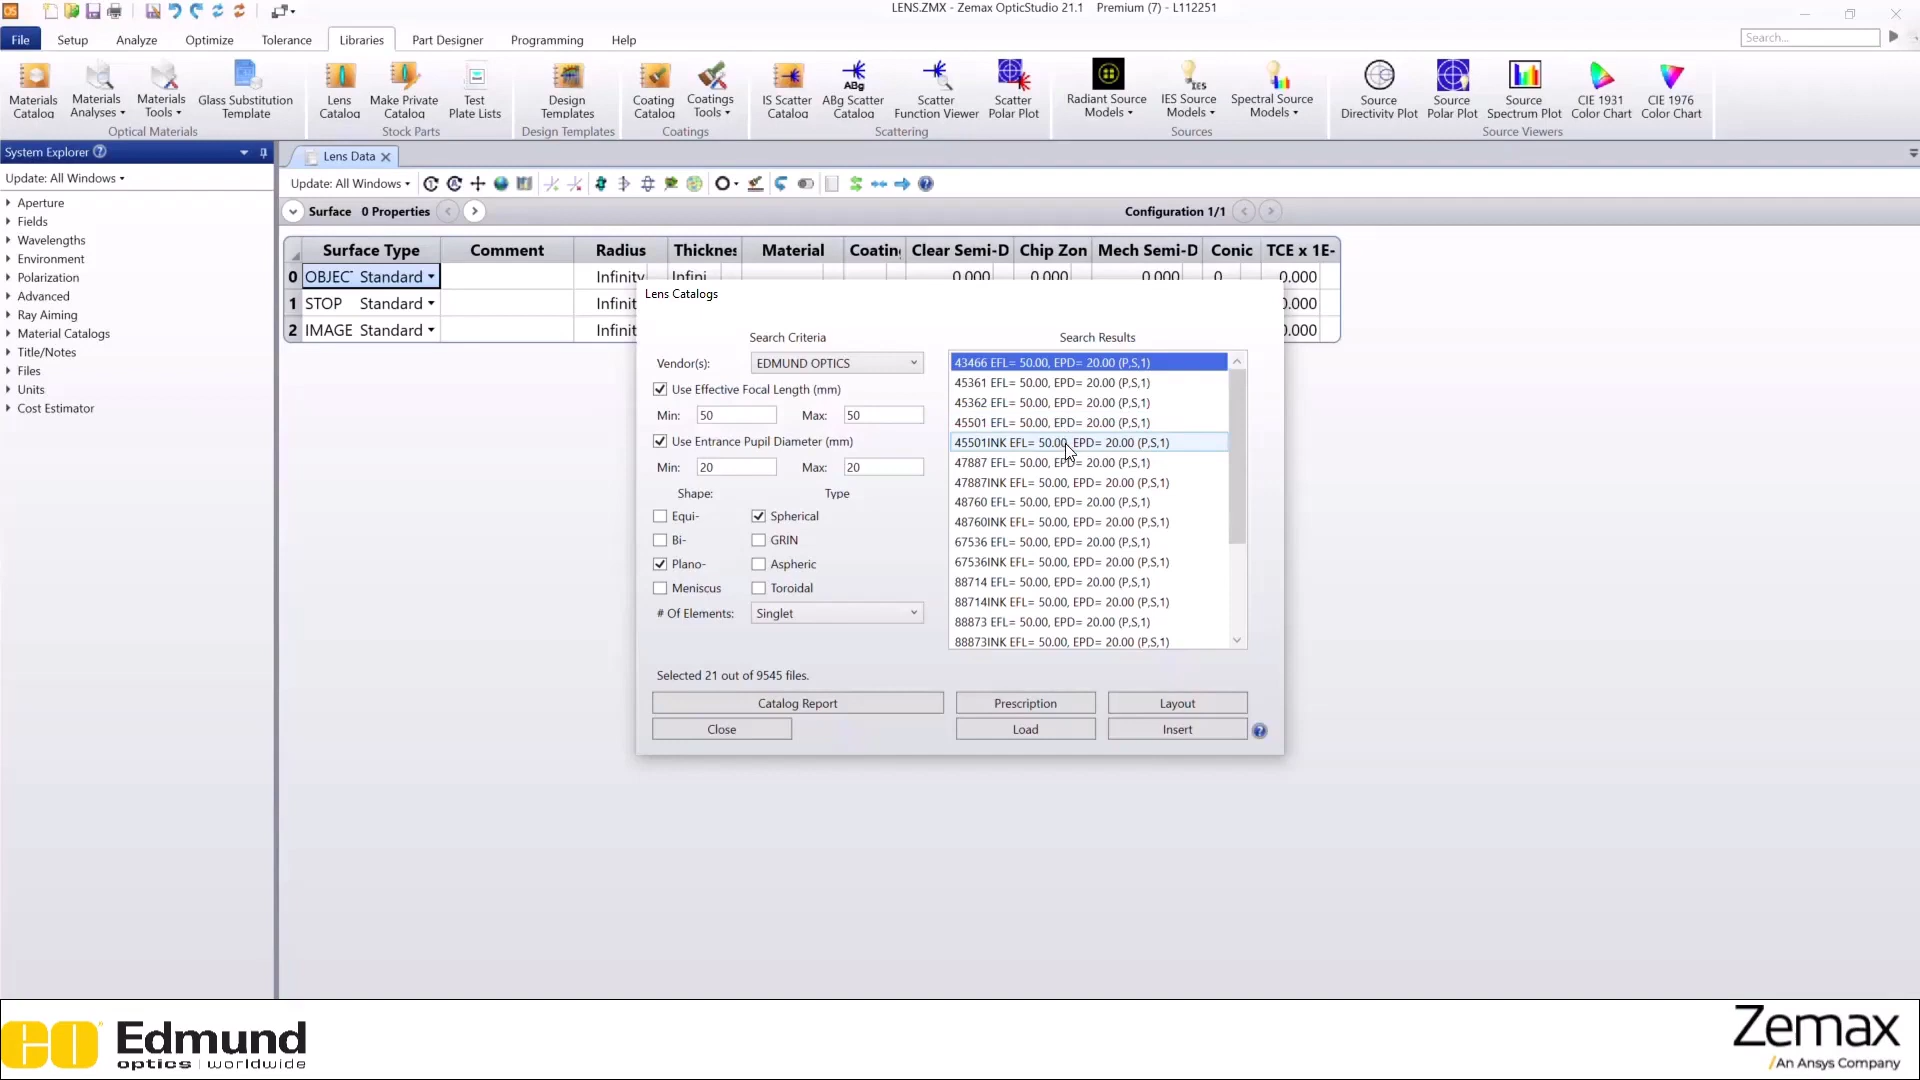 LENS.ZMX - Zemax OpticStudio 21.1    Premium (7) - L112251
File Setup Analyze Optimize Tolerance Libraries Part Designer Programming Help Search...
Materials Catalog
Materials Analyses
Materials Tools
Glass Substitution Template
Optical Materials
Lens Catalog
Make Private Catalog
Test Plate Lists
Stock Parts
Design Templates
Design Templates
Coating Catalog
Coatings Tools
Coatings
IS Scatter Catalog
ABg
ABg Scatter Catalog
Scatter Function Viewer
Scatter Polar Plot
Scattering
Radiant Source Models
IES
IES Source Models
Spectral Source Models
Sources
Source Directivity Plot
Source Polar Plot
Source Spectrum Plot
CIE 1931 Color Chart
CIE 1976 Color Chart
Source Viewers
System Explorer
Update: All Windows
Aperture
Fields
Wavelengths
Environment
Polarization
Advanced
Ray Aiming
Material Catalogs
Title/Notes
Files
Units
Cost Estimator
Lens Data
Update: All Windows
Surface 0 Properties Configuration 1/1
Surface Type Comment Radius Thicknes Material Coatin Clear Semi-D Chip Zon Mech Semi-D Conic TCE x 1E-
0 OBJEC Standard Infinity Infini 0.000 0.000 0.000 0 0.000
1 STOP Standard Infinit 0.000
2 IMAGE Standard Infinit 0.000
Lens Catalogs
Search Criteria
Vendor(s): EDMUND OPTICS
Use Effective Focal Length (mm)
Min: 50 Max: 50
Use Entrance Pupil Diameter (mm)
Min: 20 Max: 20
Shape: Type
Equi- Spherical
Bi- GRIN
Plano- Aspheric
Meniscus Toroidal
# Of Elements: Singlet
Search Results
43466 EFL= 50.00, EPD= 20.00 (P,S,1)
45361 EFL= 50.00, EPD= 20.00 (P,S,1)
45362 EFL= 50.00, EPD= 20.00 (P,S,1)
45501 EFL= 50.00, EPD= 20.00 (P,S,1)
45501INK EFL= 50.00, EPD= 20.00 (P,S,1)
47887 EFL= 50.00, EPD= 20.00 (P,S,1)
47887INK EFL= 50.00, EPD= 20.00 (P,S,1)
48760 EFL= 50.00, EPD= 20.00 (P,S,1)
48760INK EFL= 50.00, EPD= 20.00 (P,S,1)
67536 EFL= 50.00, EPD= 20.00 (P,S,1)
67536INK EFL= 50.00, EPD= 20.00 (P,S,1)
88714 EFL= 50.00, EPD= 20.00 (P,S,1)
88714INK EFL= 50.00, EPD= 20.00 (P,S,1)
88873 EFL= 50.00, EPD= 20.00 (P,S,1)
88873INK EFL= 50.00, EPD= 20.00 (P,S,1)
Selected 21 out of 9545 files.
Catalog Report Prescription Layout
Close Load Insert
EO Edmund
optics | worldwide
Zemax
An Ansys Company